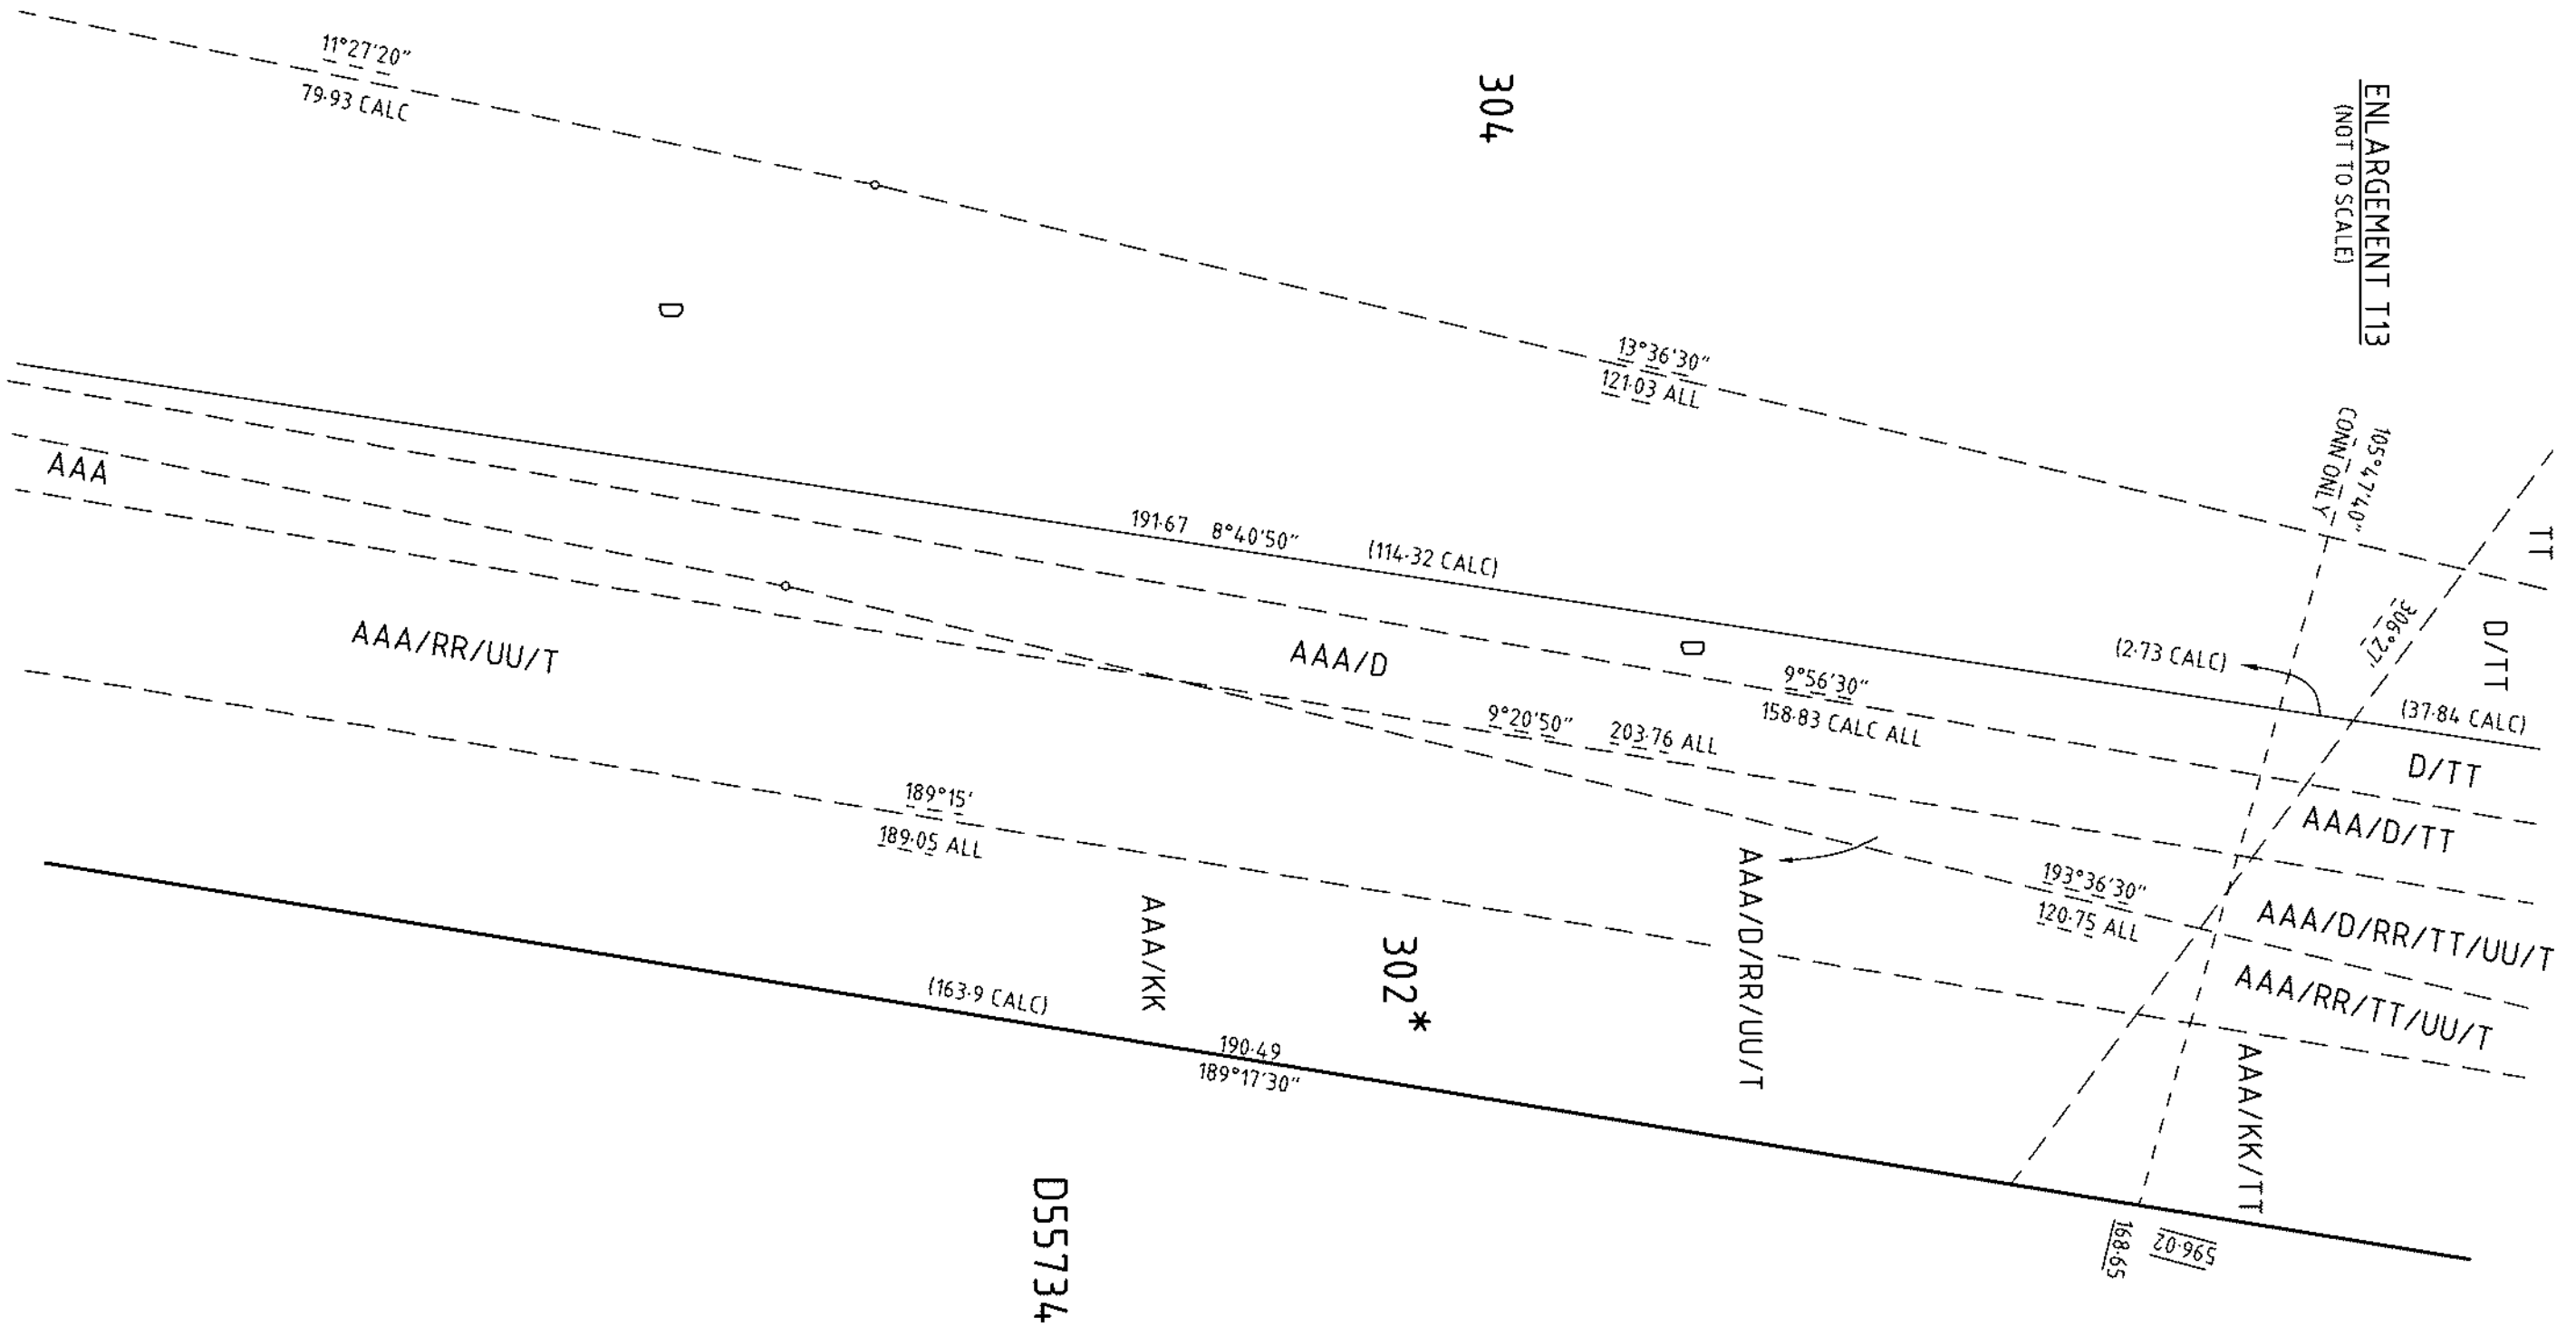 ENLARGEMENT T13
(NOT TO SCALE)
304
11°27'20"
79·93 CALC
13°36'30"
121·03 ALL
105°47'40"
CONN ONLY
TT
306°27'
D/TT
D
(2·73 CALC)
(37·84 CALC)
191·67 8°40'50" (114·32 CALC)
D
D/TT
9°56'30"
158·83 CALC ALL
AAA
AAA/D
AAA/D/TT
9°20'50" 203·76 ALL
AAA/RR/UU/T
AAA/D/RR/UU/T
193°36'30"
120·75 ALL
AAA/D/RR/TT/UU/T
AAA/RR/TT/UU/T
189°15'
189·05 ALL
AAA/KK
302*
AAA/KK/TT
(163·9 CALC)
190·49
189°17'30"
168·65
596·02
D55734